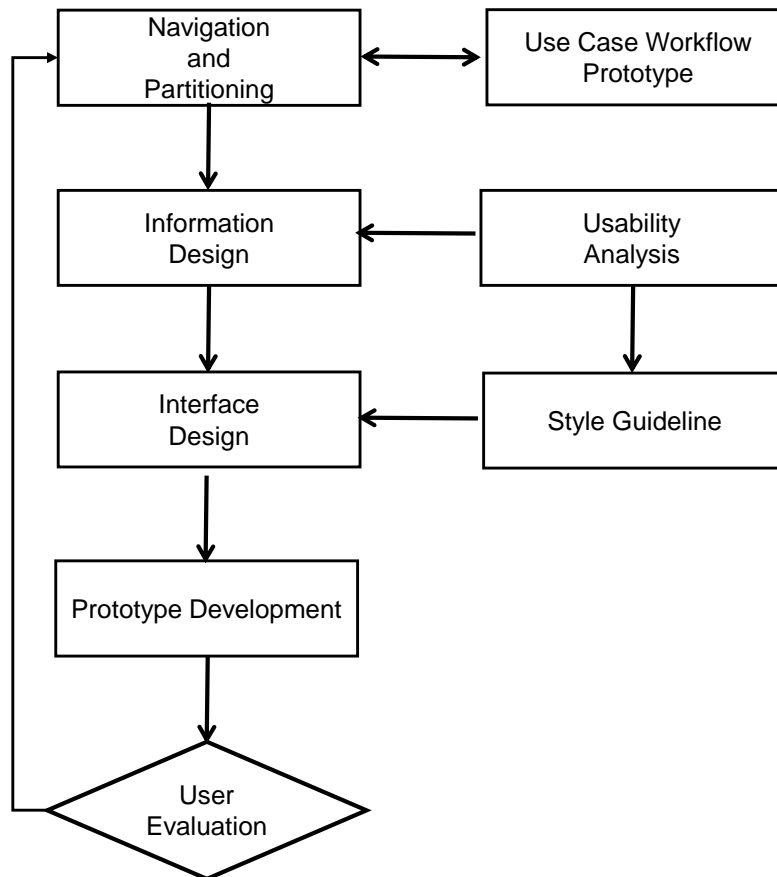 Navigation
and
Partitioning
Use Case Workflow
Prototype
Information
Design
Usability
Analysis
Interface
Design
Style Guideline
Prototype Development
User
Evaluation